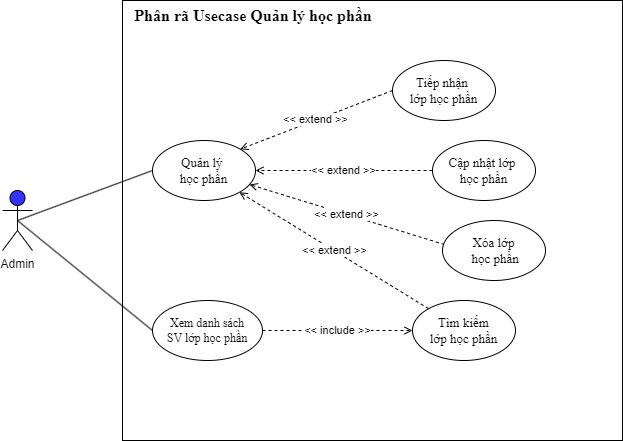 Phân rã Usecase Quản lý học phần
Tiếp nhận
lớp học phần
<< extend >>
Quản lý
học phần
<< extend >>
Cập nhật lớp
học phần
<< extend >>
Xóa lớp
học phần
Admin
<< extend >>
Xem danh sách
SV lớp học phần
<< include >>
Tìm kiếm
lớp học phần